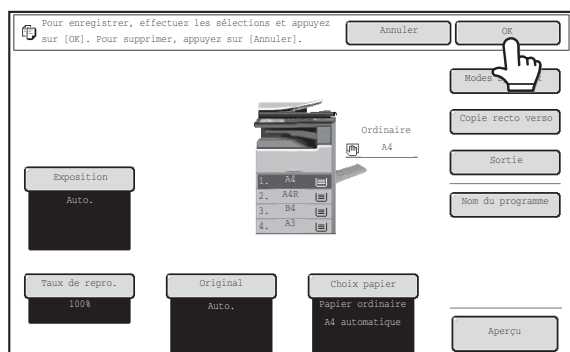 Pour enregistrer, effectuez les sélections et appuyez
sur [OK]. Pour supprimer, appuyez sur [Annuler].
Annuler
OK
Modes
Copie recto verso
Sortie
Nom du programme
Ordinaire
A4
1. A4
2. A4R
3. B4
4. A3
Exposition
Auto.
Taux de repro.
100%
Original
Auto.
Choix papier
Papier ordinaire
A4 automatique
Aperçu